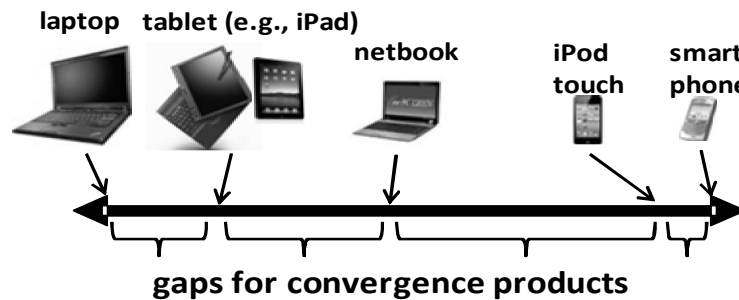 laptop tablet (e.g., iPad)
netbook
iPod
touch
smart
phone
gaps for convergence products